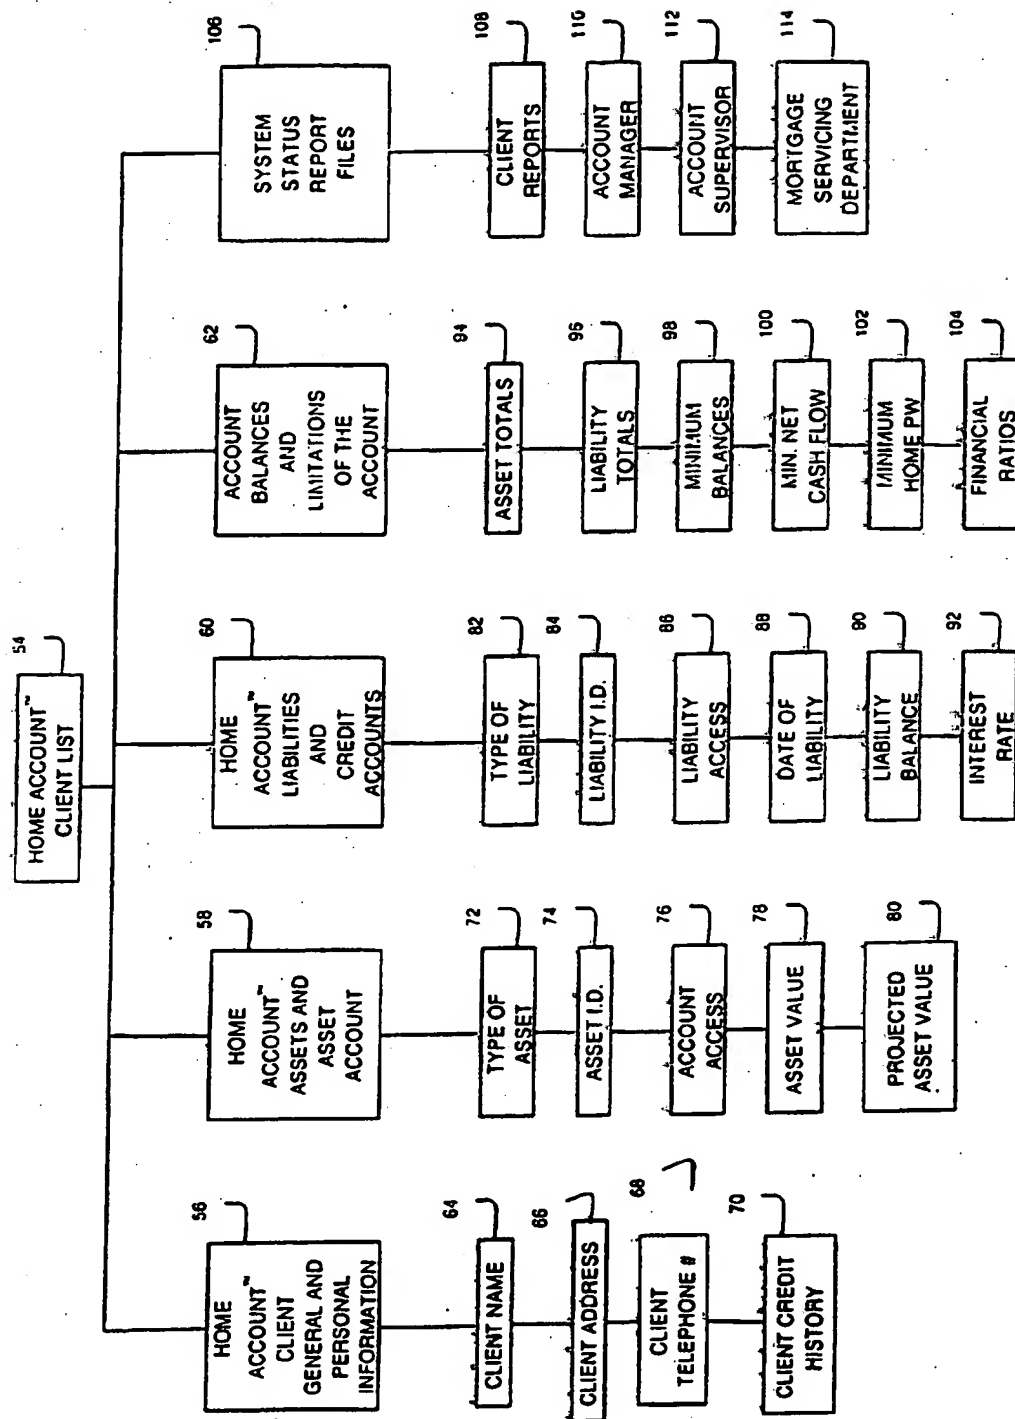 54
HOME ACCOUNT™
CLIENT LIST
56
HOME
ACCOUNT™
CLIENT
GENERAL AND
PERSONAL
INFORMATION
64
CLIENT NAME
66
CLIENT ADDRESS
68
CLIENT
TELEPHONE #
70
CLIENT CREDIT
HISTORY
58
HOME
ACCOUNT™
ASSETS AND
ASSET
ACCOUNT
72
TYPE OF
ASSET
74
ASSET I.D.
76
ACCOUNT
ACCESS
78
ASSET VALUE
80
PROJECTED
ASSET VALUE
60
HOME
ACCOUNT™
LIABILITIES
AND
CREDIT
ACCOUNTS
82
TYPE OF
LIABILITY
84
LIABILITY I.D.
86
LIABILITY
ACCESS
88
DATE OF
LIABILITY
90
LIABILITY
BALANCE
92
INTEREST
RATE
62
ACCOUNT
BALANCES
AND
LIMITATIONS
OF THE
ACCOUNT
94
ASSET TOTALS
96
LIABILITY
TOTALS
98
MINIMUM
BALANCES
100
MIN. NET
CASH FLOW
102
MINIMUM
HOME PW
104
FINANCIAL
RATIOS
106
SYSTEM
STATUS
REPORT
FILES
108
CLIENT
REPORTS
110
ACCOUNT
MANAGER
112
ACCOUNT
SUPERVISOR
114
MORTGAGE
SERVICING
DEPARTMENT